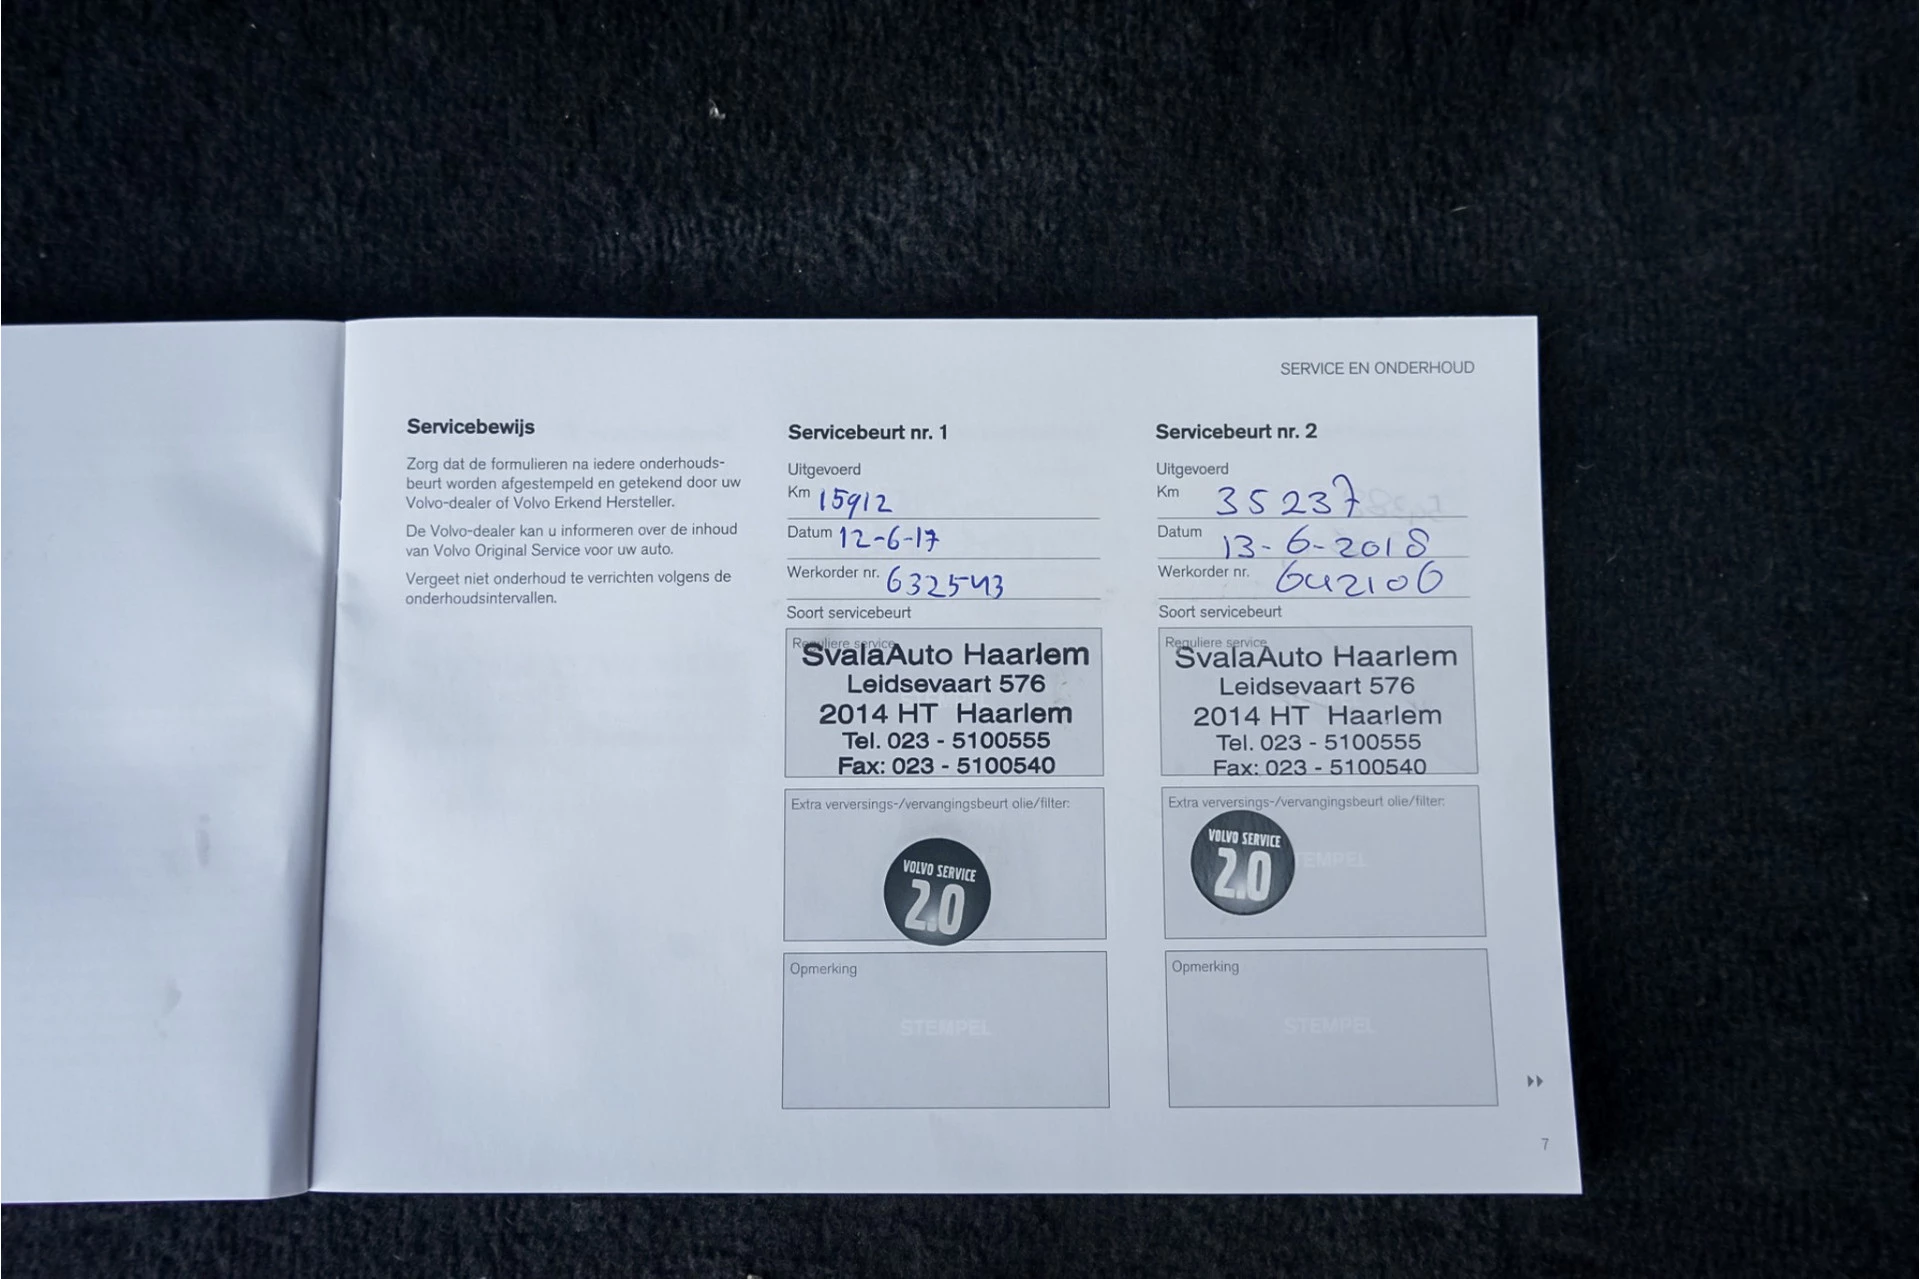 SERVICE EN ONDERHOUD
Servicebewijs
Zorg dat de formulieren na iedere onderhouds-
beurt worden afgestempeld en getekend door uw
Volvo-dealer of Volvo Erkend Hersteller.
De Volvo-dealer kan u informeren over de inhoud
van Volvo Original Service voor uw auto.
Vergeet niet onderhoud te verrichten volgens de
onderhoudsintervallen.
Servicebeurt nr. 1
Uitgevoerd
Km 15912
Datum 12-6-17
Werkorder nr. 632543
Soort servicebeurt
Reguliere service
SvalaAuto Haarlem
Leidsevaart 576
2014 HT Haarlem
Tel. 023 - 5100555
Fax: 023 - 5100540
Extra verversings-/vervangingsbeurt olie/filter:
VOLVO SERVICE
2.0
Opmerking
STEMPEL
Servicebeurt nr. 2
Uitgevoerd
Km 35237
Datum 13-6-2018
Werkorder nr. 642106
Soort servicebeurt
Reguliere service
SvalaAuto Haarlem
Leidsevaart 576
2014 HT Haarlem
Tel. 023 - 5100555
Fax: 023 - 5100540
Extra verversings-/vervangingsbeurt olie/filter:
VOLVO SERVICE
2.0
TEMPEL
Opmerking
STEMPEL
7